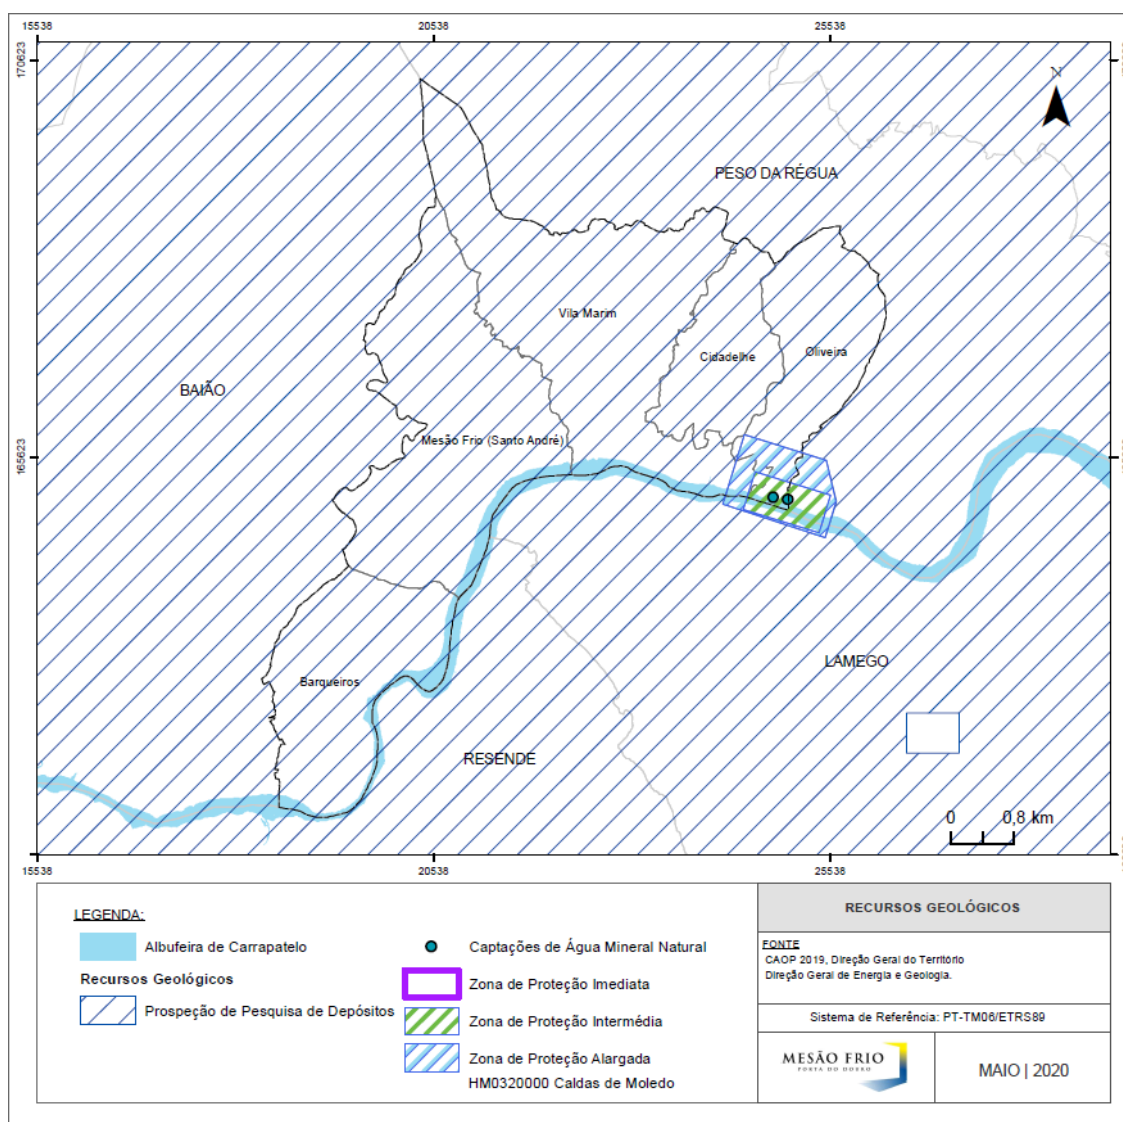 15538
20538
25538
170623
N
PESO DA RÉGUA
Vila Marim
Cidadelhe
Oliveira
BAIÃO
Mesão Frio (Santo André)
165623
LAMEGO
Barqueiros
RESENDE
0
0,8 km
15538
20538
25538
LEGENDA:
Albufeira de Carrapatelo
Recursos Geológicos
Prospeção de Pesquisa de Depósitos
Captações de Água Mineral Natural
Zona de Proteção Imediata
Zona de Proteção Intermédia
Zona de Proteção Alargada
HM0320000 Caldas de Moledo
RECURSOS GEOLÓGICOS
FONTE
CAOP 2019, Direção Geral do Território
Direção Geral de Energia e Geologia.
Sistema de Referência: PT-TM06/ETRS89
MESÃO FRIO
PORTA DO DOURO
MAIO | 2020